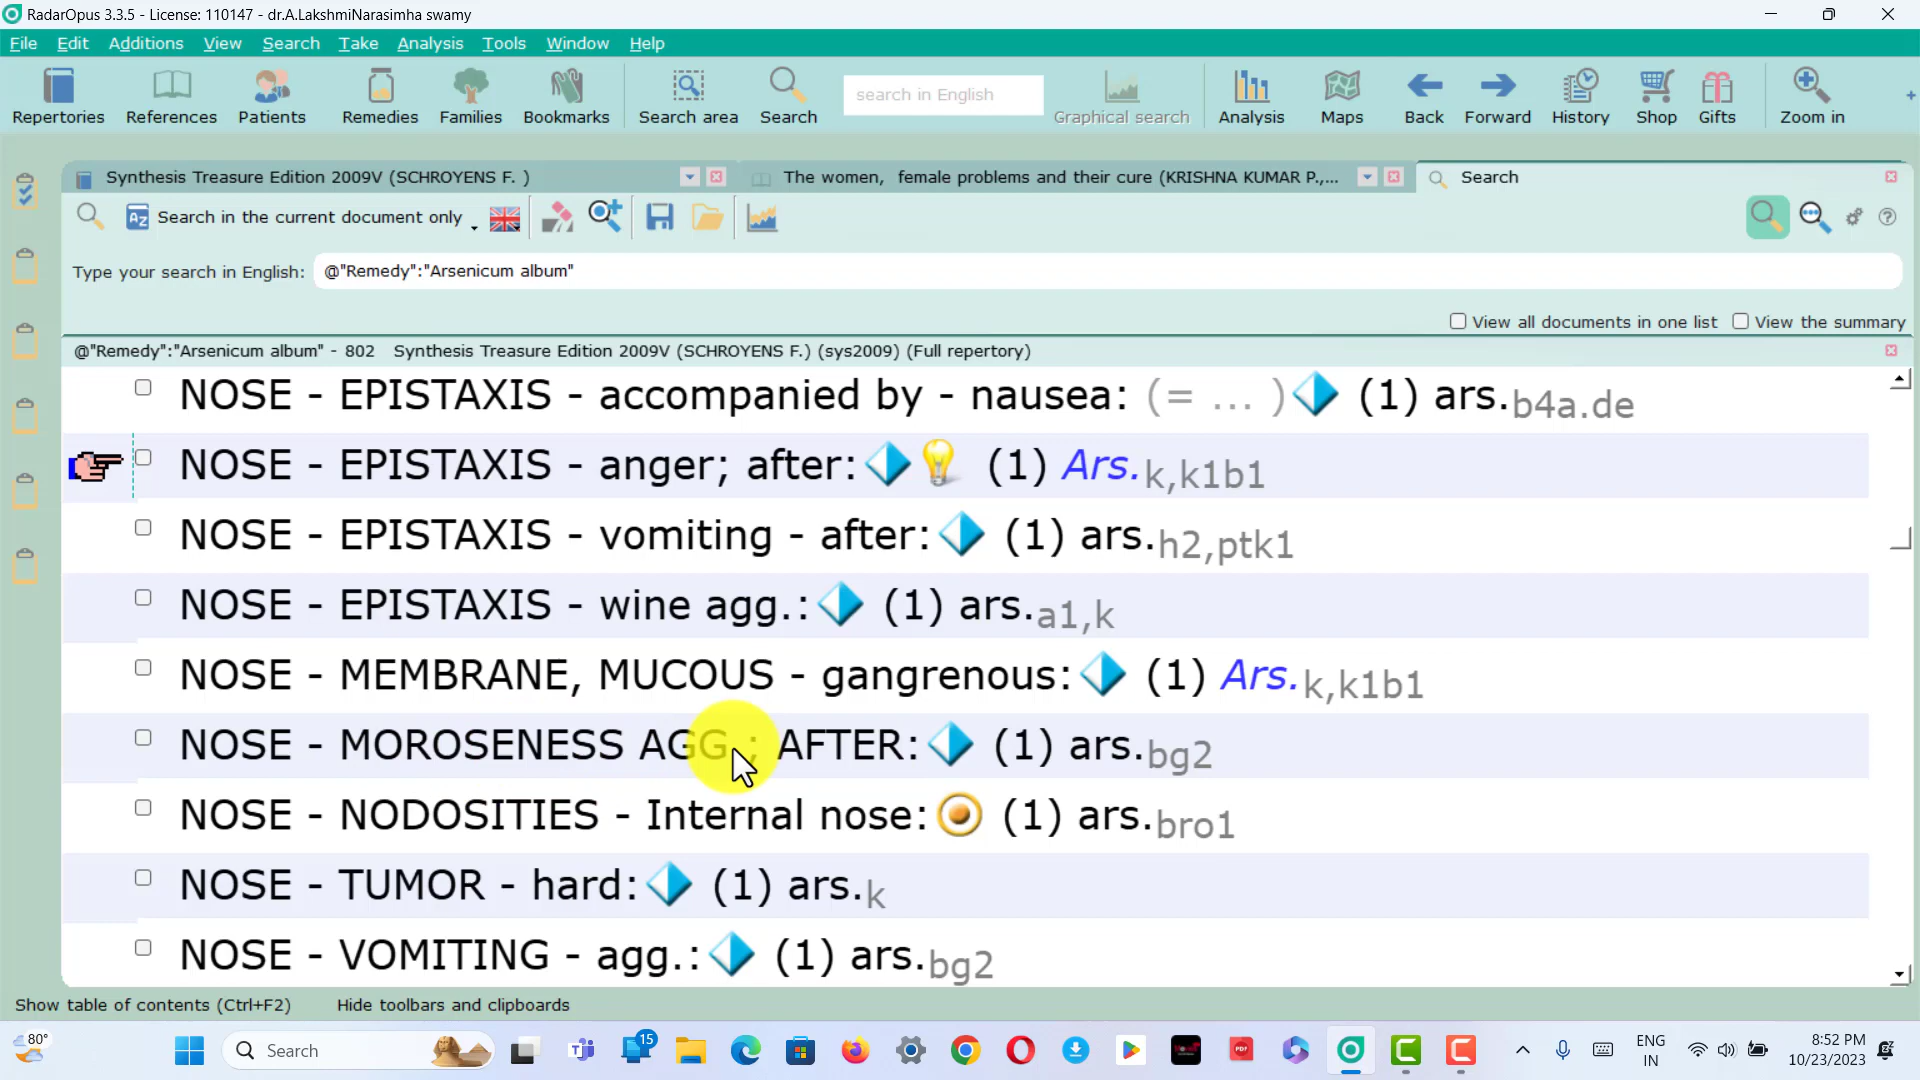 RadarOpus 3.3.5 - License: 110147 - dr.A.LakshmiNarasimha swamy
File Edit Additions View Search Take Analysis Tools Window Help
search in English
Repertories References Patients Remedies Families Bookmarks Search area Search Graphical search Analysis Maps Back Forward History Shop Gifts Zoom in
Synthesis Treasure Edition 2009V (SCHROYENS F. ) The women, female problems and their cure (KRISHNA KUMAR P.,... Search
AZ Search in the current document only
Type your search in English: @"Remedy":"Arsenicum album"
View all documents in one list View the summary
@"Remedy":"Arsenicum album" - 802 Synthesis Treasure Edition 2009V (SCHROYENS F.) (sys2009) (Full repertory)
NOSE - EPISTAXIS - accompanied by - nausea: (= ... ) (1) ars.b4a.de
NOSE - EPISTAXIS - anger; after: (1) Ars.k,k1b1
NOSE - EPISTAXIS - vomiting - after: (1) ars.h2,ptk1
NOSE - EPISTAXIS - wine agg.: (1) ars.a1,k
NOSE - MEMBRANE, MUCOUS - gangrenous: (1) Ars.k,k1b1
NOSE - MOROSENESS AGG.; AFTER: (1) ars.bg2
NOSE - NODOSITIES - Internal nose: (1) ars.bro1
NOSE - TUMOR - hard: (1) ars.k
NOSE - VOMITING - agg.: (1) ars.bg2
Show table of contents (Ctrl+F2) Hide toolbars and clipboards
80° Search 15 PDF ENG 8:52 PM
IN 10/23/2023